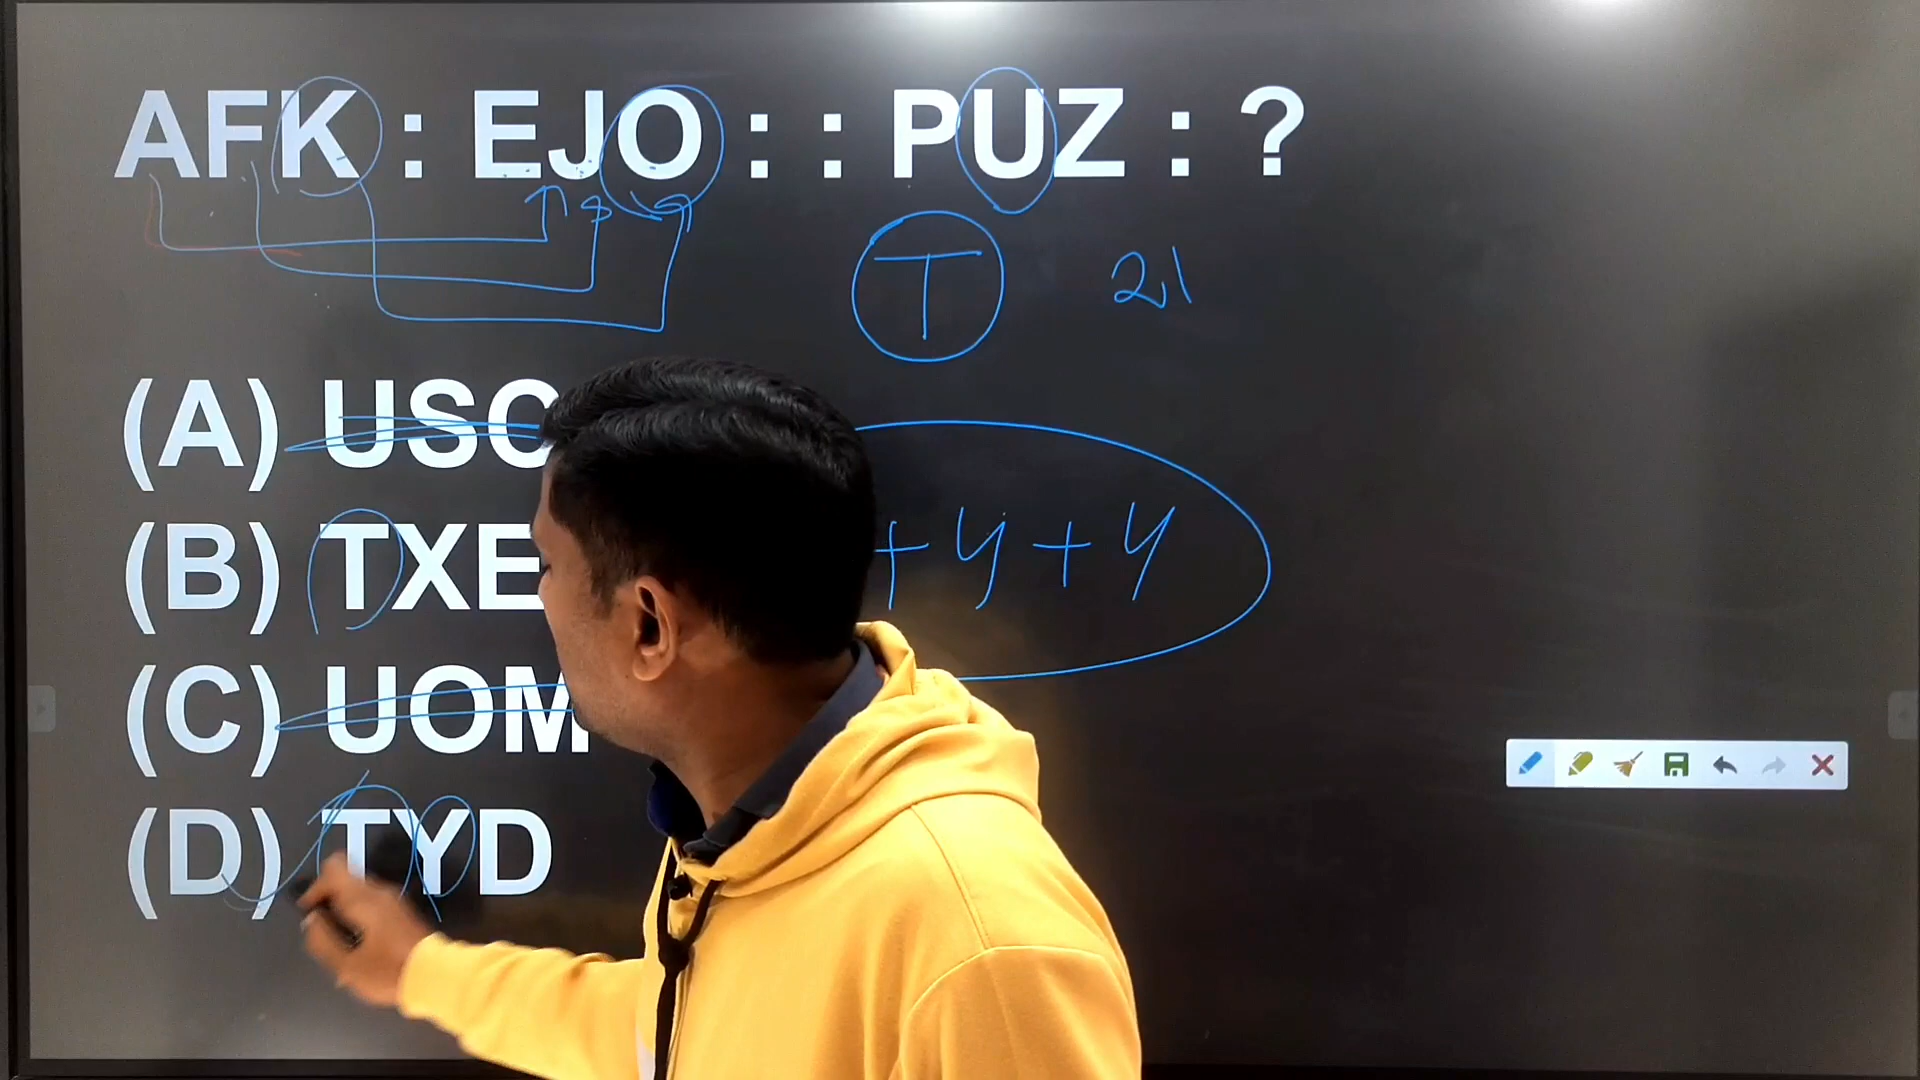 AFK : EJO : : PUZ : ?
T 21
(A) USC
(B) TXE
+ 4 + 4
(C) UOM
(D) TYD